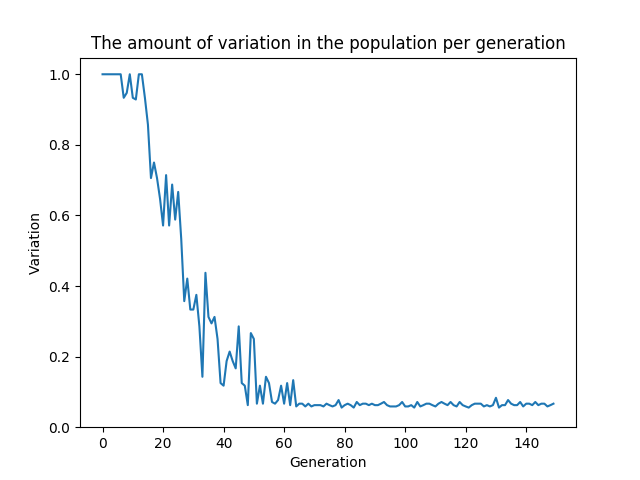 The amount of variation in the population per generation
1.0
0.8
0.6
0.4
0.2
0.0
Variation
0 20 40 60 80 100 120 140
Generation